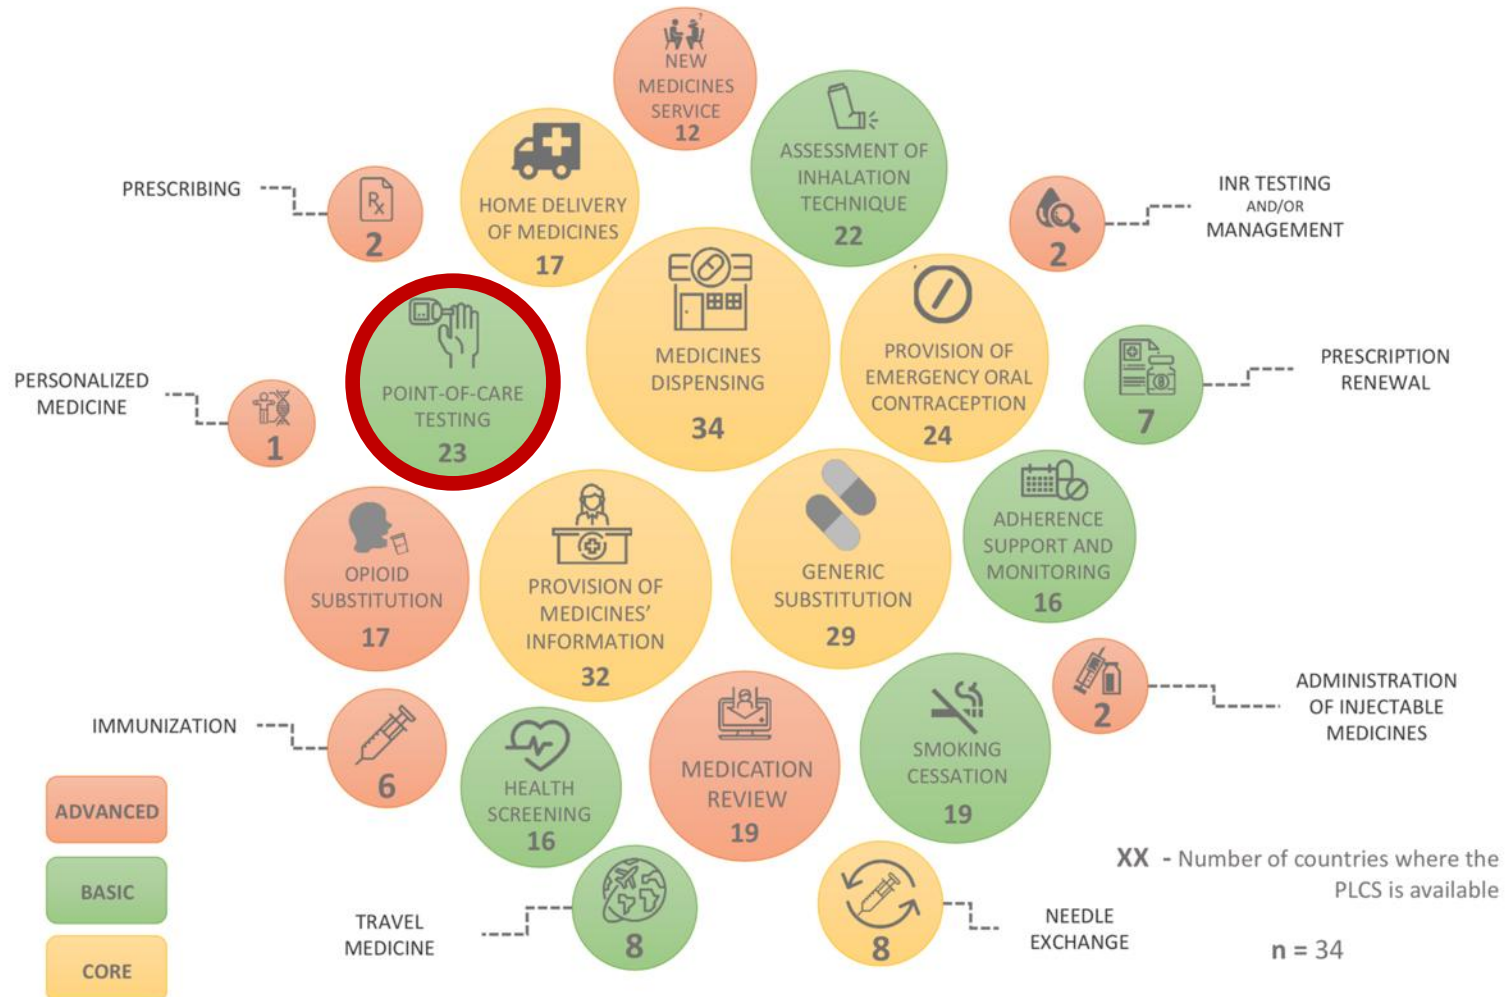 NEW
MEDICINES
SERVICE
12
ASSESSMENT OF
INHALATION
TECHNIQUE
22
HOME DELIVERY
OF MEDICINES
17
PRESCRIBING
Rx
2
INR TESTING
AND/OR
MANAGEMENT
2
MEDICINES
DISPENSING
34
PROVISION OF
EMERGENCY ORAL
CONTRACEPTION
24
POINT-OF-CARE
TESTING
23
PRESCRIPTION
RENEWAL
7
PERSONALIZED
MEDICINE
1
ADHERENCE
SUPPORT AND
MONITORING
16
OPIOID
SUBSTITUTION
17
PROVISION OF
MEDICINES'
INFORMATION
32
GENERIC
SUBSTITUTION
29
ADMINISTRATION
OF INJECTABLE
MEDICINES
2
IMMUNIZATION
6
HEALTH
SCREENING
16
MEDICATION
REVIEW
19
SMOKING
CESSATION
19
TRAVEL
MEDICINE
8
NEEDLE
EXCHANGE
8
ADVANCED
BASIC
CORE
XX - Number of countries where the
PLCS is available
n = 34